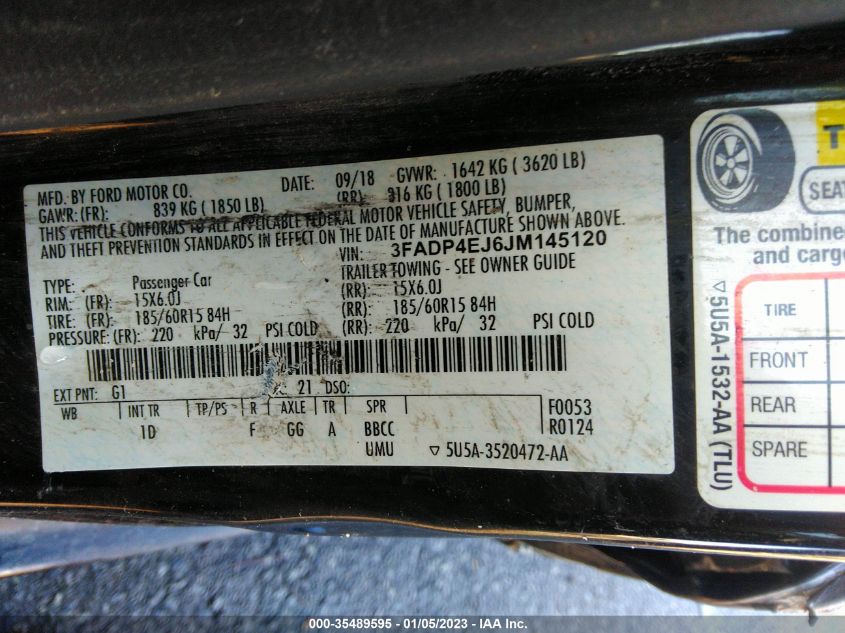 MFD. BY FORD MOTOR CO. DATE: 09/18 GVWR: 1642 KG ( 3620 LB)
GAWR:(FR): 839 KG ( 1850 LB) (RR): 816 KG ( 1800 LB)
THIS VEHICLE CONFORMS TO ALL APPLICABLE FEDERAL MOTOR VEHICLE SAFETY, BUMPER,
AND THEFT PREVENTION STANDARDS IN EFFECT ON THE DATE OF MANUFACTURE SHOWN ABOVE.
VIN: 3FADP4EJ6JM145120
TYPE: Passenger Car TRAILER TOWING - SEE OWNER GUIDE
RIM: (FR): 15X6.0J (RR): 15X6.0J
TIRE: (FR): 185/60R15 84H (RR): 185/60R15 84H
PRESSURE:(FR): 220 kPa/ 32 PSI COLD (RR): 220 kPa/ 32 PSI COLD
EXT PNT: G1 21 DSO:
WB INT TR TP/PS R AXLE TR SPR F0053
1D F GG A BBCC R0124
UMU ▽ 5U5A-3520472-AA
T
SEAT
The combine
and cargo
TIRE
FRONT
REAR
SPARE
▽ 5U5A-1532-AA (TLU)
000-35489595 - 01/05/2023 - IAA Inc.